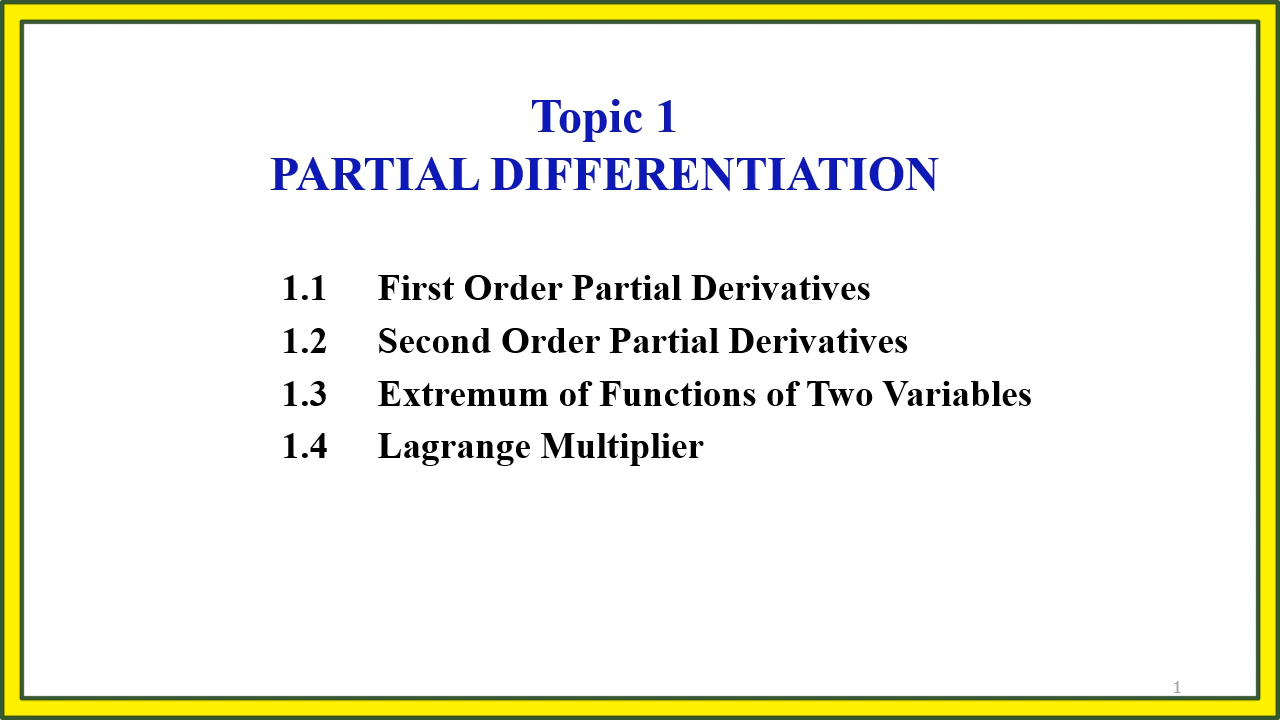 Topic 1
PARTIAL DIFFERENTIATION
1.1 First Order Partial Derivatives
1.2 Second Order Partial Derivatives
1.3 Extremum of Functions of Two Variables
1.4 Lagrange Multiplier
1